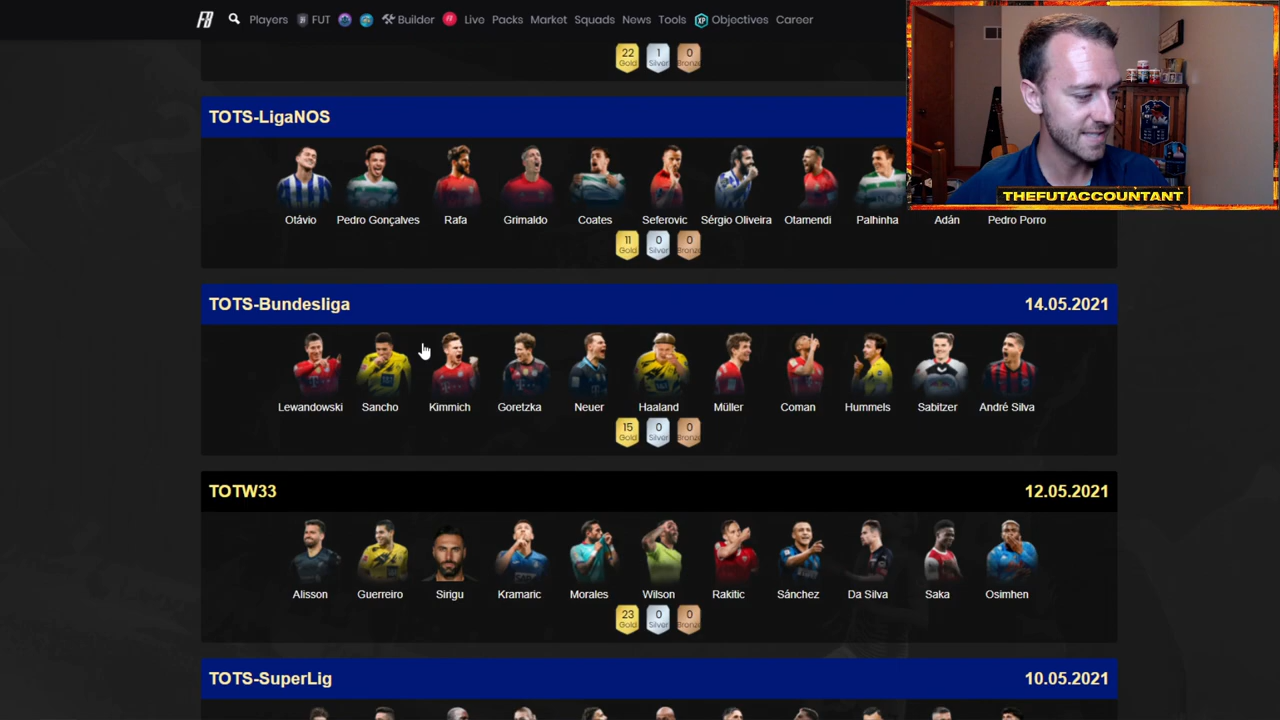 FB Players FUT Builder Live Packs Market Squads News Tools XP Objectives Career
22 Gold 1 Silver 0 Bronze
TOTS-LigaNOS
Otávio Pedro Gonçalves Rafa Grimaldo Coates Seferovic Sérgio Oliveira Otamendi Palhinha Adán Pedro Porro
11 Gold 0 Silver 0 Bronze
THEFUTACCOUNTANT
TOTS-Bundesliga 14.05.2021
Lewandowski Sancho Kimmich Goretzka Neuer Haaland Müller Coman Hummels Sabitzer André Silva
15 Gold 0 Silver 0 Bronze
TOTW33 12.05.2021
Alisson Guerreiro Sirigu Kramaric Morales Wilson Rakitic Sánchez Da Silva Saka Osimhen
23 Gold 0 Silver 0 Bronze
TOTS-SuperLig 10.05.2021